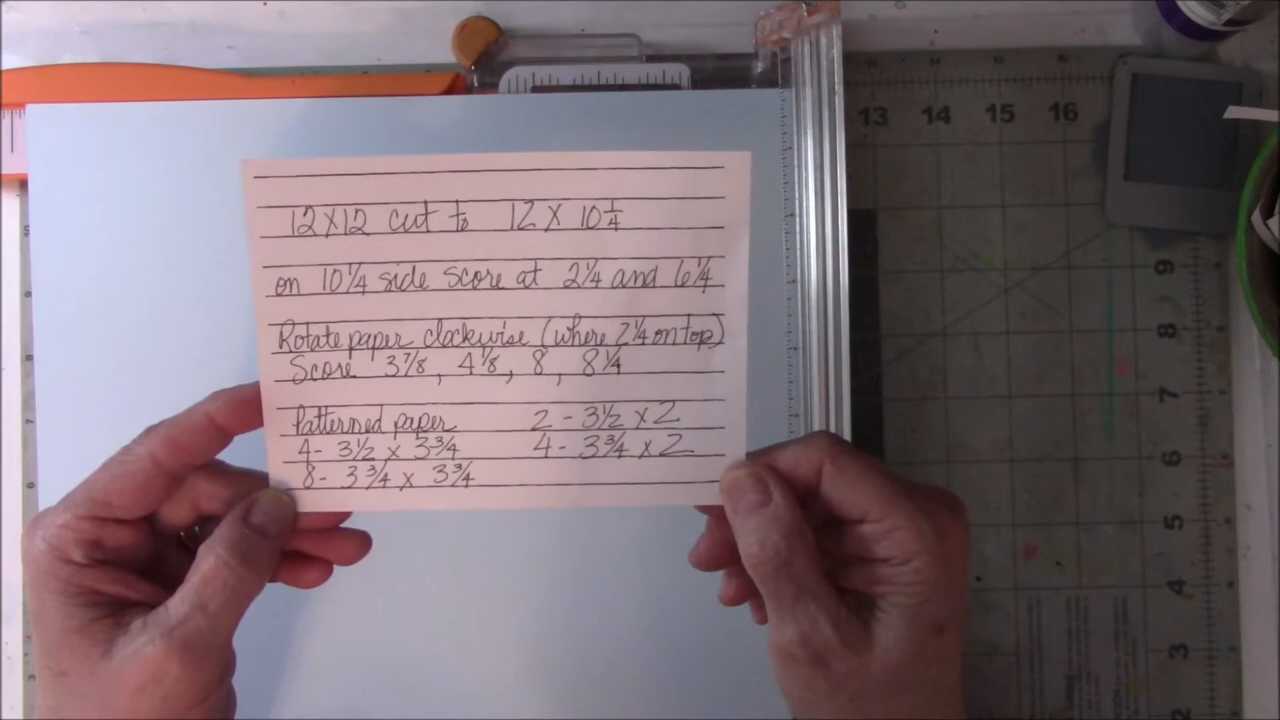 12 x 12 cut to 12 x 10 1/4
on 10 1/4 side score at 2 1/4 and 6 1/4
Rotate paper clockwise (where 2 1/4 on top)
Score 3 7/8, 4 1/8, 8, 8 1/4
Patterned paper 2 - 3 1/2 x 2
4 - 3 1/2 x 3 3/4 4 - 3 3/4 x 2
8 - 3 3/4 x 3 3/4
13 14 15 16
9
8
7
6
5
4
3
2